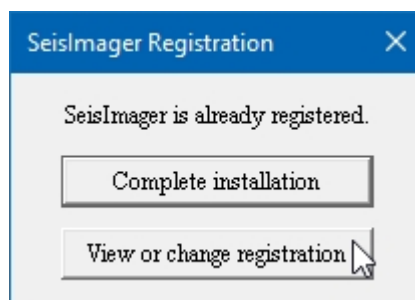 SeisImager Registration
SeisImager is already registered.
Complete installation
View or change registration